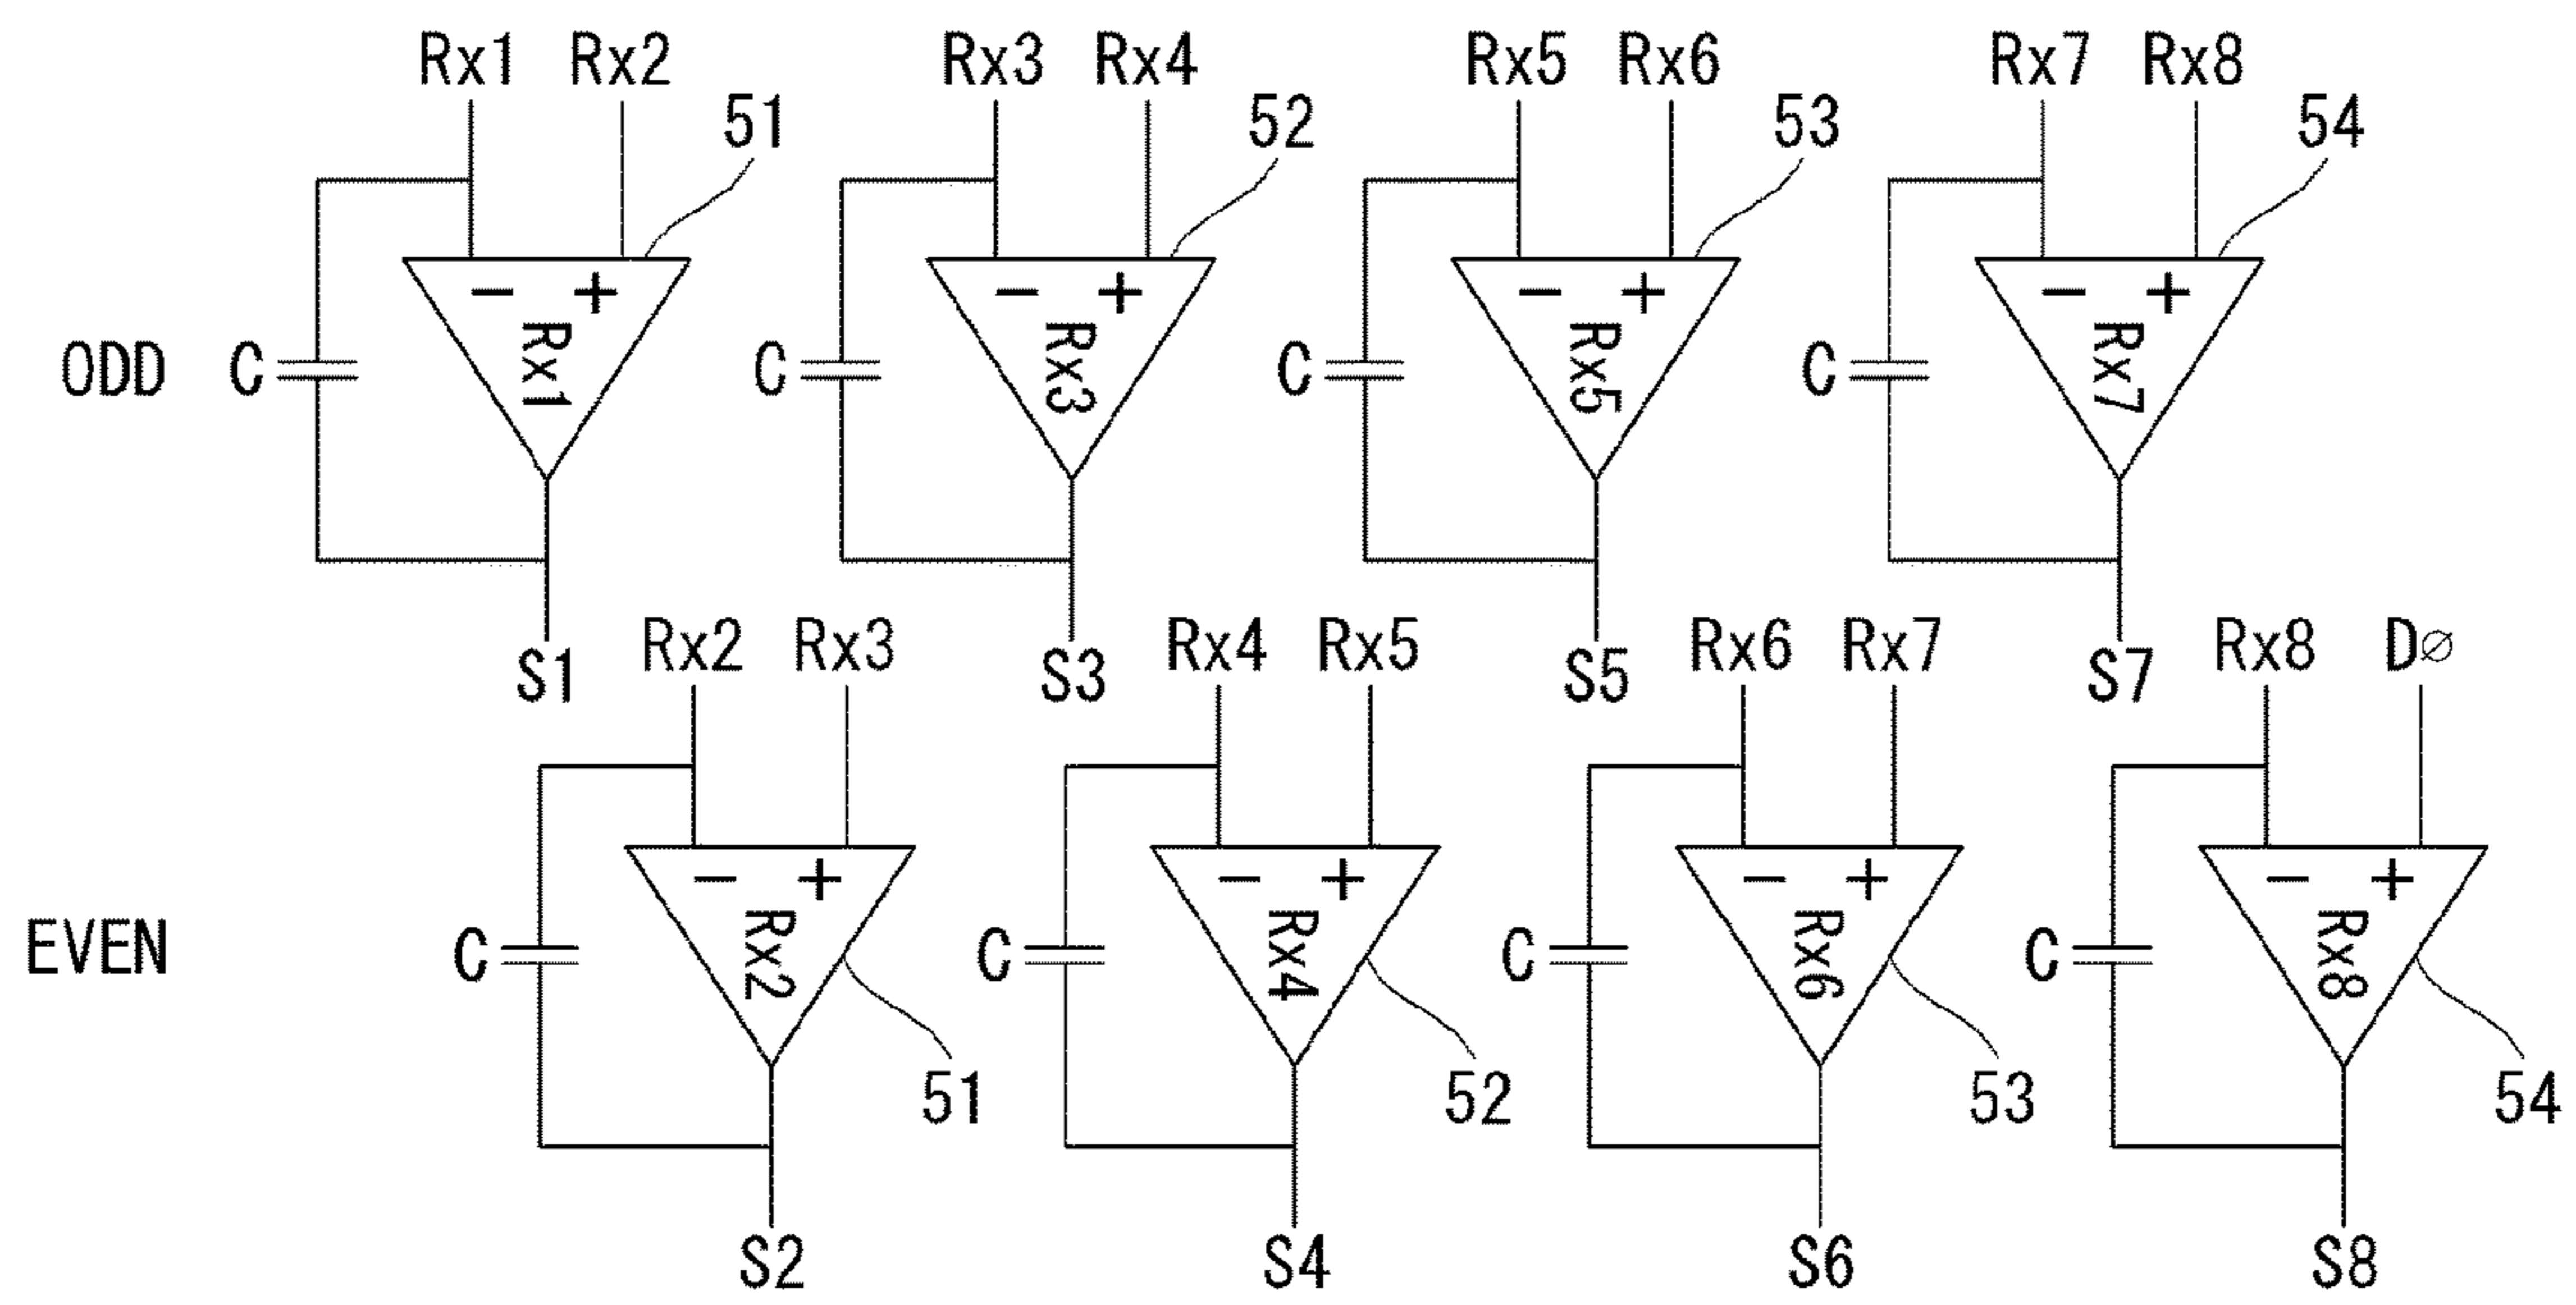 Rx1 Rx2 Rx3 Rx4 Rx5 Rx6 Rx7 Rx8
51 52 53 54
- + - + - + - +
ODD C Rx1 C Rx3 C Rx5 C Rx7
S1 S3 S5 S7
Rx2 Rx3 Rx4 Rx5 Rx6 Rx7 Rx8 D∅
- + - + - + - +
EVEN C Rx2 C Rx4 C Rx6 C Rx8
51 52 53 54
S2 S4 S6 S8